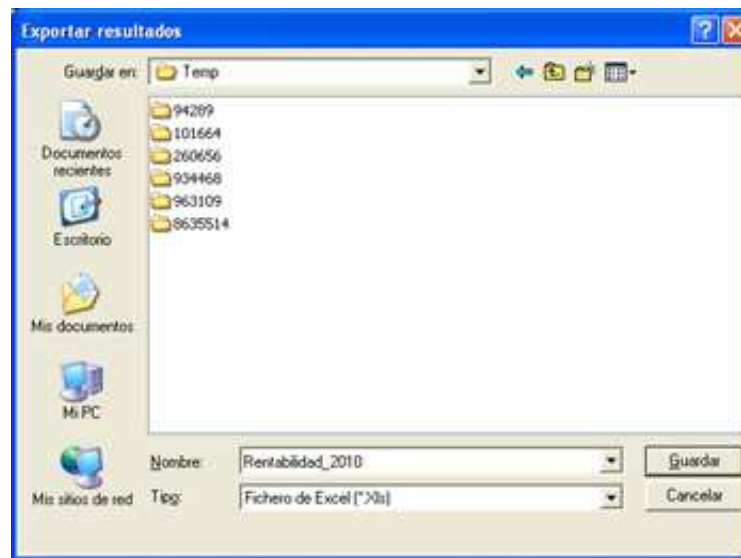 Exportar resultados
Guardar en: Temp
94289
101664
260656
934468
963109
8635514
Documentos
recientes
Escritorio
Mis documentos
Mi PC
Mis sitios de red
Nombre: Rentabilidad_2010 Guardar
Tipo: Fichero de Excel (*.Xls) Cancelar